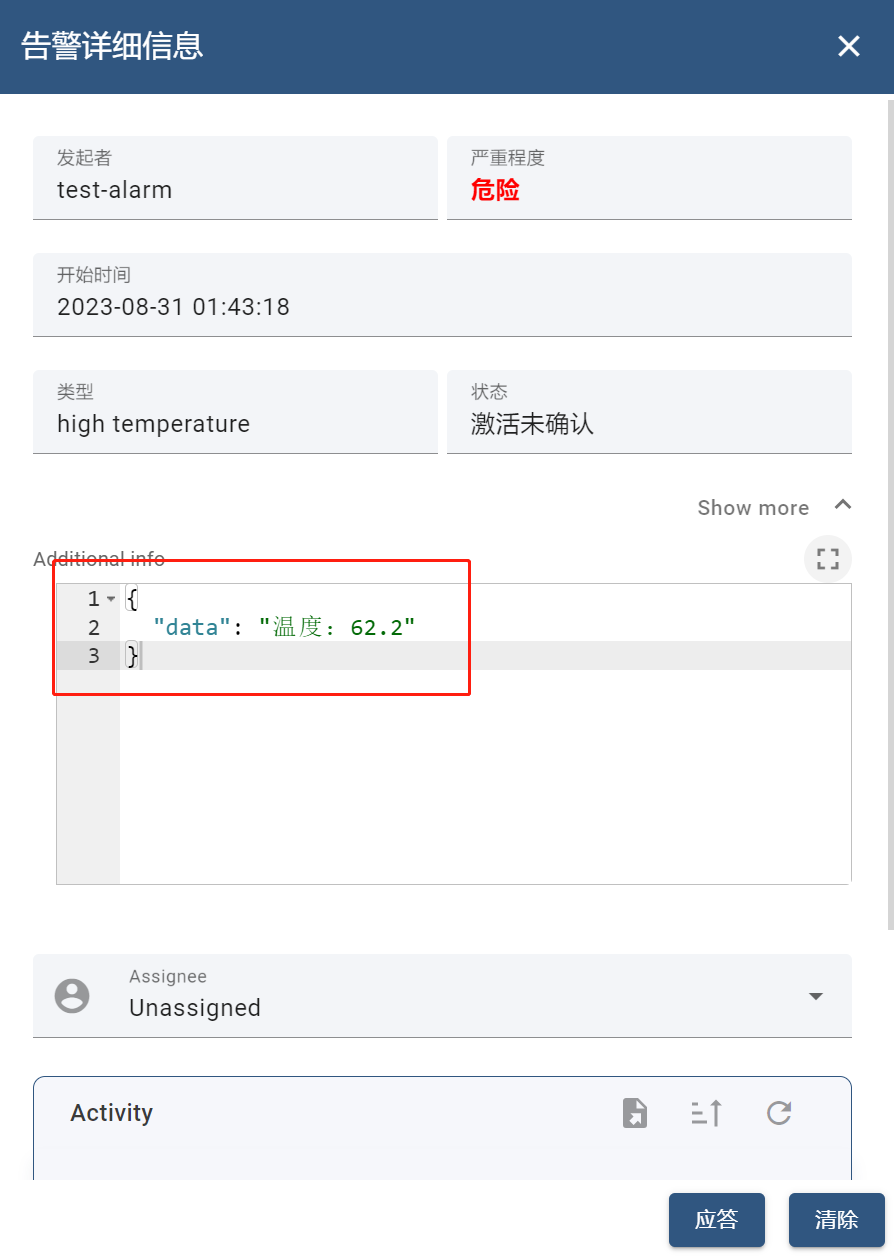 告警详细信息
发起者
test-alarm
严重程度
危险
开始时间
2023-08-31 01:43:18
类型
high temperature
状态
激活未确认
Show more
Additional info
1 {
2 "data": "温度：62.2"
3 }
Assignee
Unassigned
Activity
应答
清除